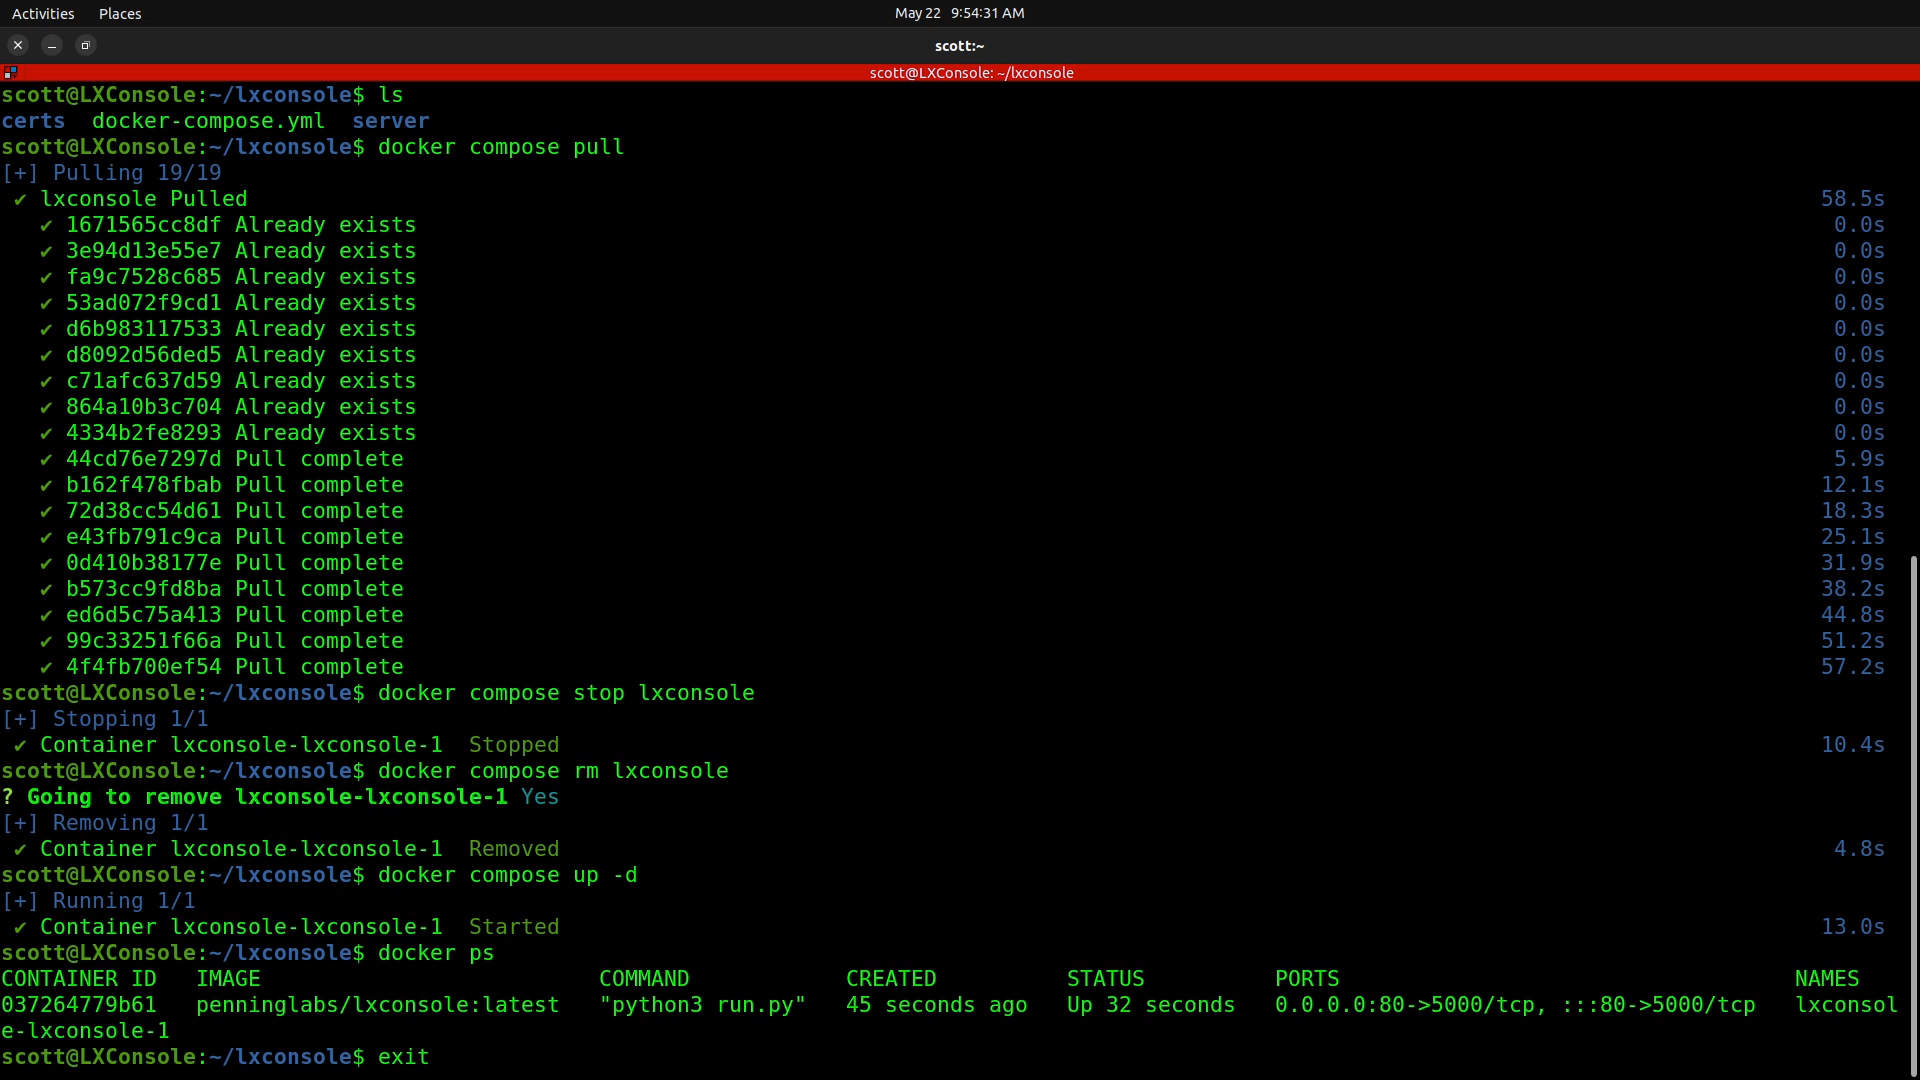 Activities Places May 22 9:54:31 AM
scott:~
scott@LXConsole: ~/lxconsole
scott@LXConsole:~/lxconsole$ ls
certs docker-compose.yml server
scott@LXConsole:~/lxconsole$ docker compose pull
[+] Pulling 19/19
✔ lxconsole Pulled 58.5s
✔ 1671565cc8df Already exists 0.0s
✔ 3e94d13e55e7 Already exists 0.0s
✔ fa9c7528c685 Already exists 0.0s
✔ 53ad072f9cd1 Already exists 0.0s
✔ d6b983117533 Already exists 0.0s
✔ d8092d56ded5 Already exists 0.0s
✔ c71afc637d59 Already exists 0.0s
✔ 864a10b3c704 Already exists 0.0s
✔ 4334b2fe8293 Already exists 0.0s
✔ 44cd76e7297d Pull complete 5.9s
✔ b162f478fbab Pull complete 12.1s
✔ 72d38cc54d61 Pull complete 18.3s
✔ e43fb791c9ca Pull complete 25.1s
✔ 0d410b38177e Pull complete 31.9s
✔ b573cc9fd8ba Pull complete 38.2s
✔ ed6d5c75a413 Pull complete 44.8s
✔ 99c33251f66a Pull complete 51.2s
✔ 4f4fb700ef54 Pull complete 57.2s
scott@LXConsole:~/lxconsole$ docker compose stop lxconsole
[+] Stopping 1/1
✔ Container lxconsole-lxconsole-1 Stopped 10.4s
scott@LXConsole:~/lxconsole$ docker compose rm lxconsole
? Going to remove lxconsole-lxconsole-1 Yes
[+] Removing 1/1
✔ Container lxconsole-lxconsole-1 Removed 4.8s
scott@LXConsole:~/lxconsole$ docker compose up -d
[+] Running 1/1
✔ Container lxconsole-lxconsole-1 Started 13.0s
scott@LXConsole:~/lxconsole$ docker ps
CONTAINER ID IMAGE COMMAND CREATED STATUS PORTS NAMES
037264779b61 penninglabs/lxconsole:latest "python3 run.py" 45 seconds ago Up 32 seconds 0.0.0.0:80->5000/tcp, :::80->5000/tcp lxconsol
e-lxconsole-1
scott@LXConsole:~/lxconsole$ exit